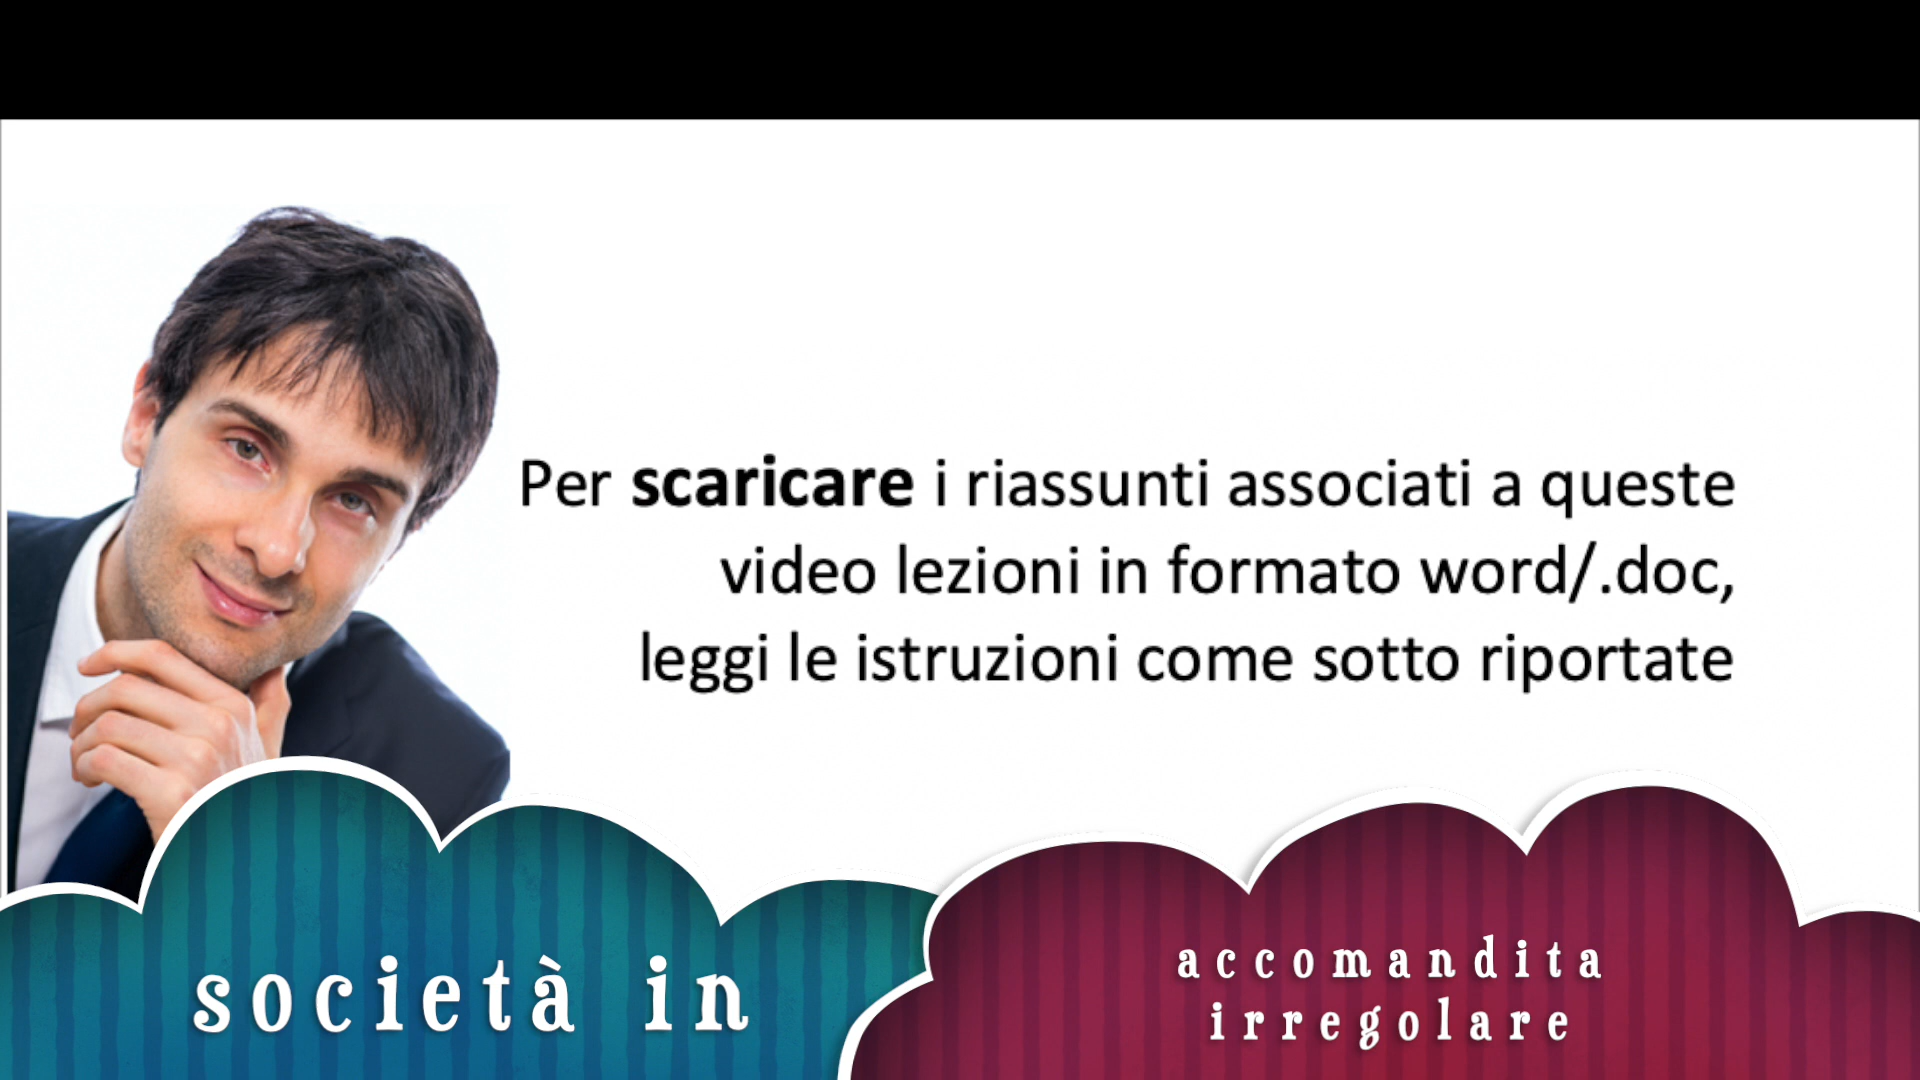 Per scaricare i riassunti associati a queste
video lezioni in formato word/.doc,
leggi le istruzioni come sotto riportate
società in
accomandita
irregolare